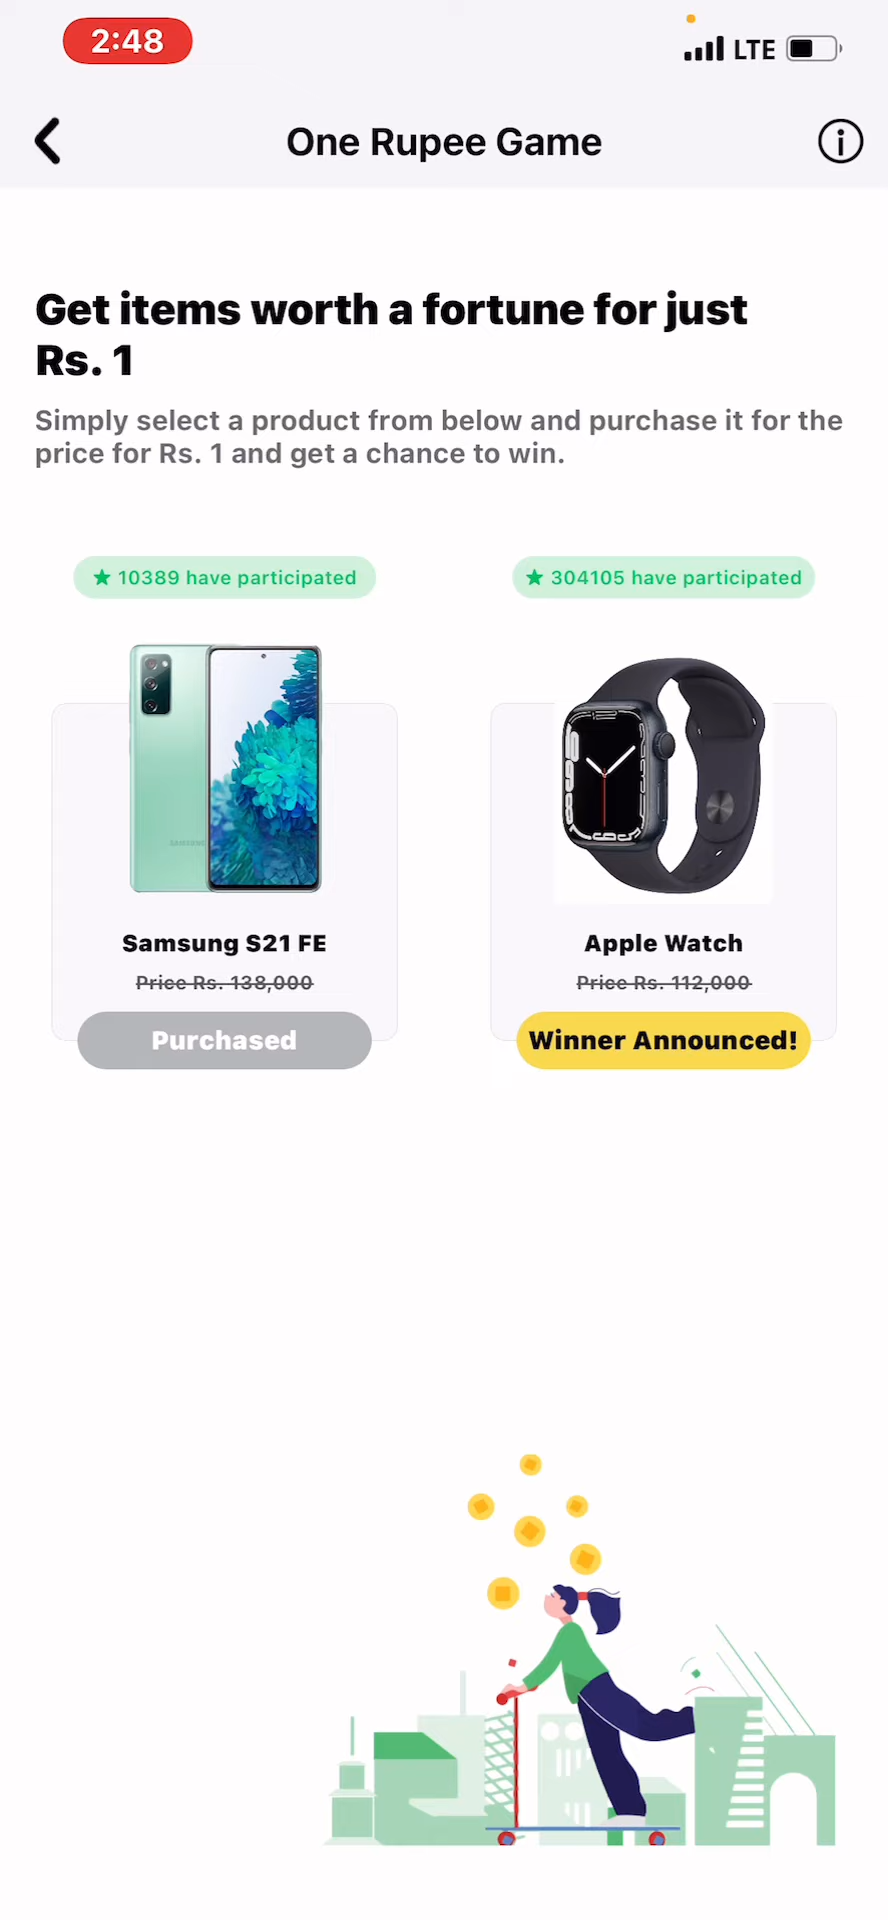 2:48
LTE
One Rupee Game
Get items worth a fortune for just
Rs. 1
Simply select a product from below and purchase it for the
price for Rs. 1 and get a chance to win.
10389 have participated
304105 have participated
SAMSUNG
Samsung S21 FE
Apple Watch
Price Rs. 138,000
Price Rs. 112,000
Purchased
Winner Announced!